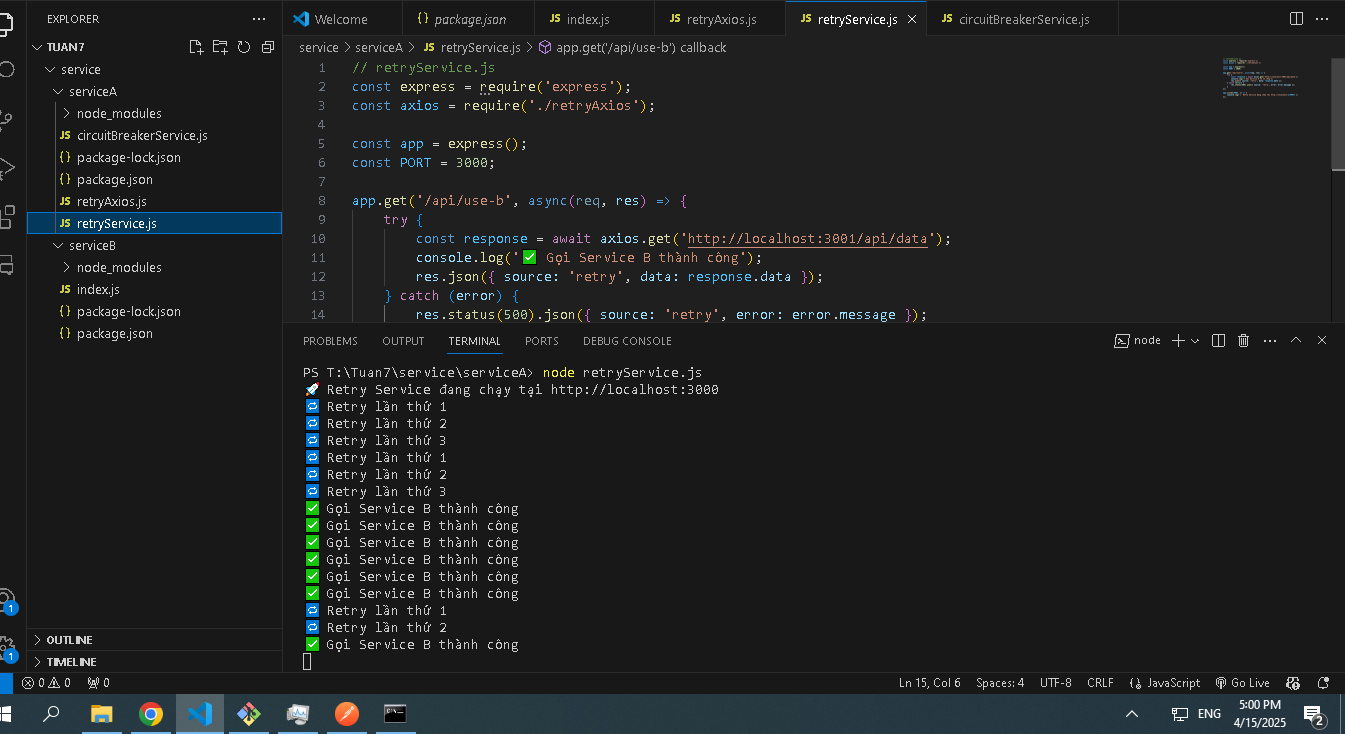 EXPLORER
TUAN7
service
serviceA
node_modules
circuitBreakerService.js
package-lock.json
package.json
retryAxios.js
retryService.js
serviceB
node_modules
index.js
package-lock.json
package.json
OUTLINE
TIMELINE
Welcome
package.json
index.js
retryAxios.js
retryService.js
circuitBreakerService.js
service > serviceA > JS retryService.js > app.get('/api/use-b') callback
1 // retryService.js
2 const express = require('express');
3 const axios = require('./retryAxios');
4
5 const app = express();
6 const PORT = 3000;
7
8 app.get('/api/use-b', async(req, res) => {
9 try {
10 const response = await axios.get('http://localhost:3001/api/data');
11 console.log('✅ Gọi Service B thành công');
12 res.json({ source: 'retry', data: response.data });
13 } catch (error) {
14 res.status(500).json({ source: 'retry', error: error.message });
PROBLEMS OUTPUT TERMINAL PORTS DEBUG CONSOLE
node
PS T:\Tuan7\service\serviceA> node retryService.js
🚀 Retry Service đang chạy tại http://localhost:3000
🔁 Retry lần thứ 1
🔁 Retry lần thứ 2
🔁 Retry lần thứ 3
🔁 Retry lần thứ 1
🔁 Retry lần thứ 2
🔁 Retry lần thứ 3
✅ Gọi Service B thành công
✅ Gọi Service B thành công
✅ Gọi Service B thành công
✅ Gọi Service B thành công
✅ Gọi Service B thành công
✅ Gọi Service B thành công
🔁 Retry lần thứ 1
🔁 Retry lần thứ 2
✅ Gọi Service B thành công
1
1
0 0 0
Ln 15, Col 6 Spaces: 4 UTF-8 CRLF JavaScript Go Live
ENG
5:00 PM
4/15/2025
2